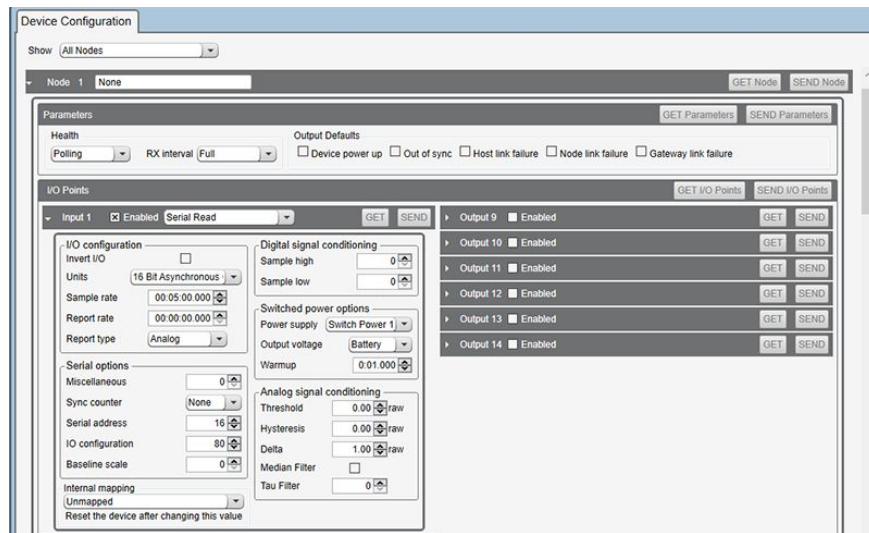 Device Configuration
Show All Nodes
Node 1 None GET Node SEND Node
Parameters GET Parameters SEND Parameters
Health Output Defaults
Polling RX interval Full Device power up Out of sync Host link failure Node link failure Gateway link failure
I/O Points GET I/O Points SEND I/O Points
Input 1 Enabled Serial Read GET SEND
I/O configuration
Invert I/O
Units 16 Bit Asynchronous
Sample rate 00:05:00.000
Report rate 00:00:00.000
Report type Analog
Serial options
Miscellaneous 0
Sync counter None
Serial address 16
IO configuration 80
Baseline scale 0
Internal mapping
Unmapped
Reset the device after changing this value
Digital signal conditioning
Sample high 0
Sample low 0
Switched power options
Power supply Switch Power 1
Output voltage Battery
Warmup 0:01.000
Analog signal conditioning
Threshold 0.00 raw
Hysteresis 0.00 raw
Delta 1.00 raw
Median Filter
Tau Filter 0
Output 9 Enabled GET SEND
Output 10 Enabled GET SEND
Output 11 Enabled GET SEND
Output 12 Enabled GET SEND
Output 13 Enabled GET SEND
Output 14 Enabled GET SEND